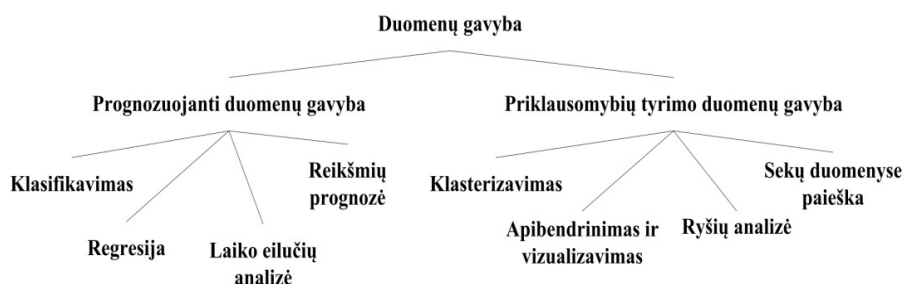 Duomenų gavyba
Prognozuojanti duomenų gavyba
Priklausomybių tyrimo duomenų gavyba
Klasifikavimas
Regresija
Laiko eilučių
analizė
Reikšmių
prognozė
Klasterizavimas
Apibendrinimas ir
vizualizavimas
Ryšių analizė
Sekų duomenyse
paieška